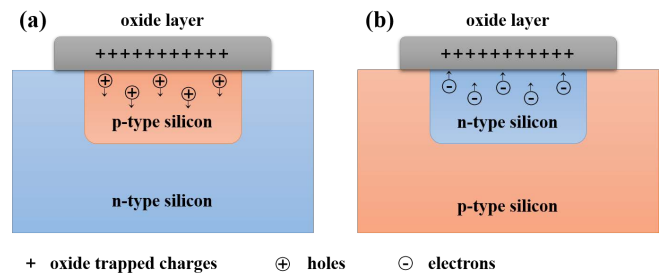 (a) oxide layer
+++++++++++
+ + + + +
p-type silicon
n-type silicon
(b) oxide layer
+++++++++++
- - - - -
n-type silicon
p-type silicon
+ oxide trapped charges + holes - electrons